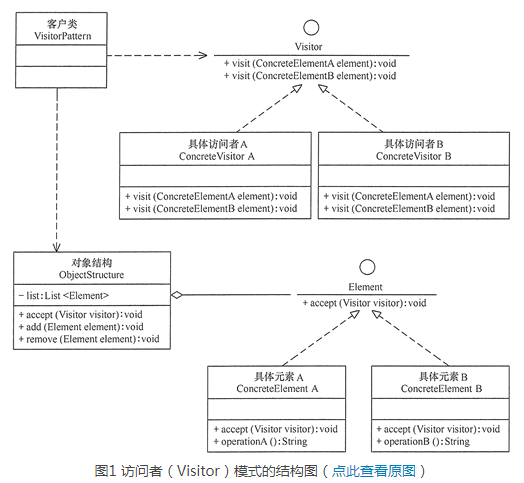 客户类
VisitorPattern
Visitor
+ visit (ConcreteElementA element):void
+ visit (ConcreteElementB element):void
具体访问者 A
ConcreteVisitor A
+ visit (ConcreteElementA element):void
+ visit (ConcreteElementB element):void
具体访问者 B
ConcreteVisitor B
+ visit (ConcreteElementA element):void
+ visit (ConcreteElementB element):void
对象结构
ObjectStructure
- list:List <Element>
+ accept (Visitor visitor):void
+ add (Element element):void
+ remove (Element element):void
Element
+ accept (Visitor visitor):void
具体元素 A
ConcreteElement A
+ accept (Visitor visitor):void
+ operationA ():String
具体元素 B
ConcreteElement B
+ accept (Visitor visitor):void
+ operationB ():String
图1 访问者（Visitor）模式的结构图（点此查看原图）